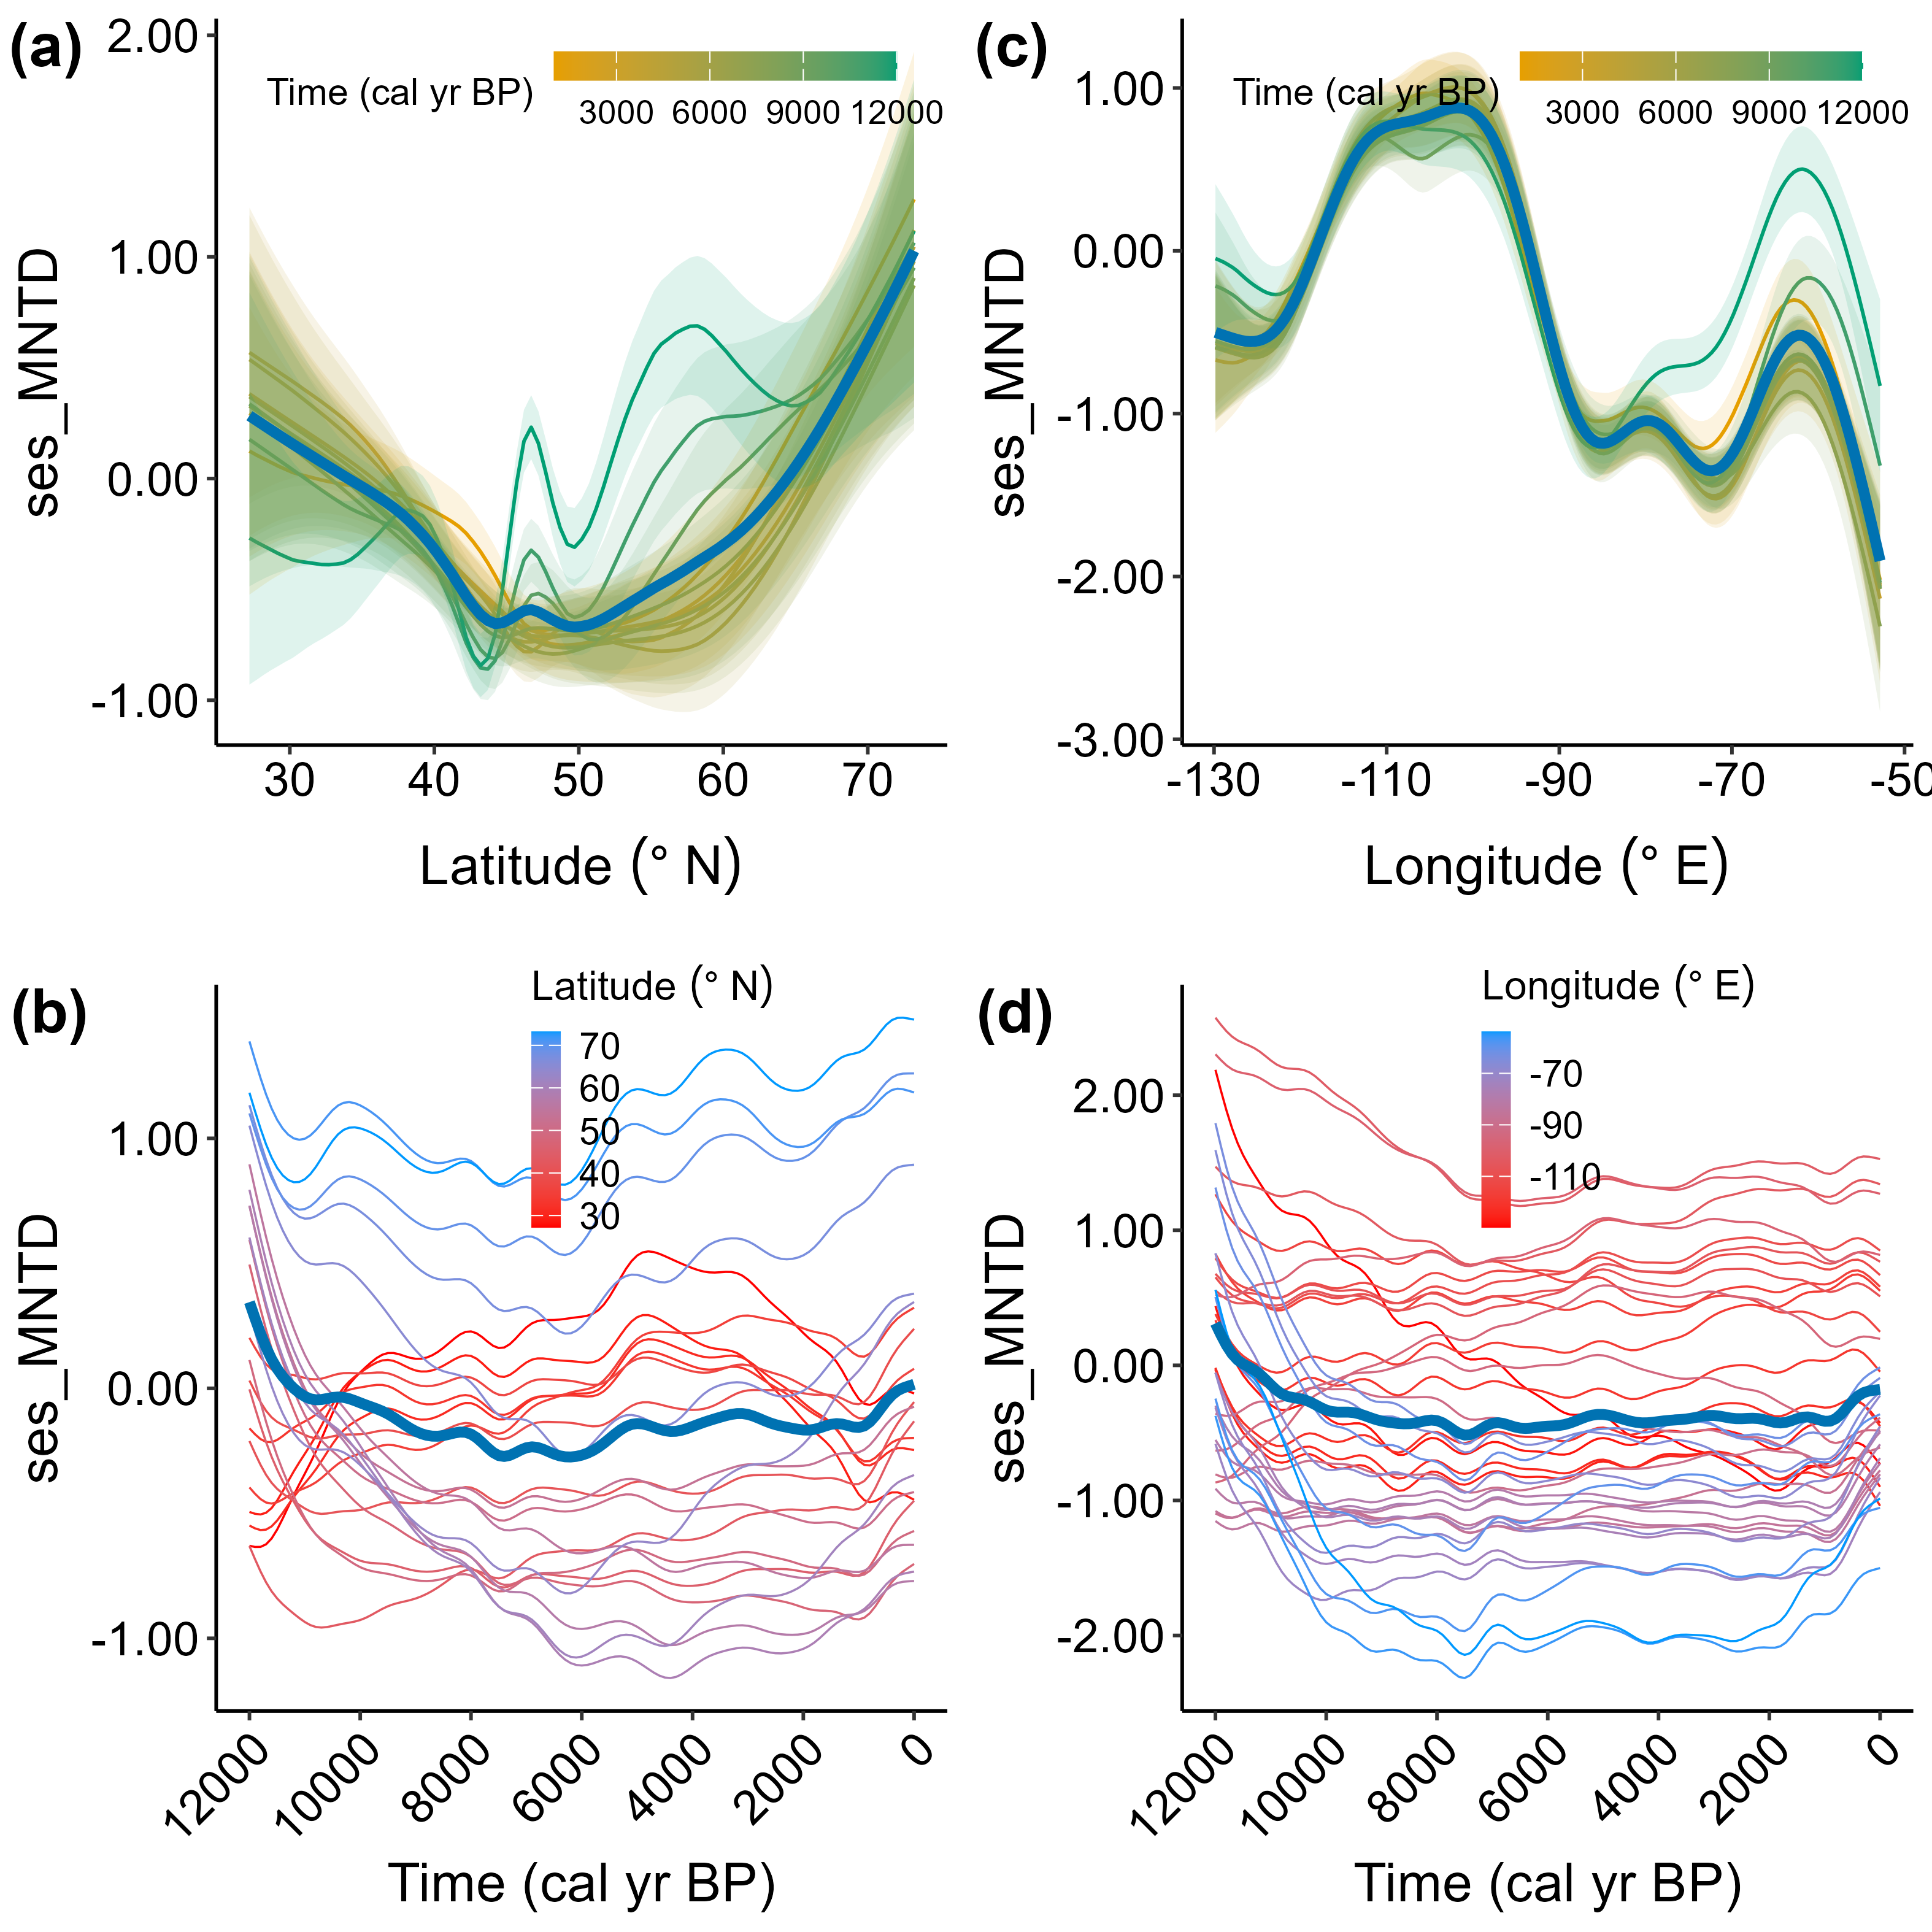 (a)
Time (cal yr BP)
3000 6000 9000 12000
ses_MNTD
2.00
1.00
0.00
-1.00
30 40 50 60 70
Latitude (° N)
(c)
Time (cal yr BP)
3000 6000 9000 12000
ses_MNTD
1.00
0.00
-1.00
-2.00
-3.00
-130 -110 -90 -70 -50
Longitude (° E)
(b)
Latitude (° N)
70
60
50
40
30
ses_MNTD
1.00
0.00
-1.00
12000 10000 8000 6000 4000 2000 0
Time (cal yr BP)
(d)
Longitude (° E)
-70
-90
-110
ses_MNTD
2.00
1.00
0.00
-1.00
-2.00
12000 10000 8000 6000 4000 2000 0
Time (cal yr BP)